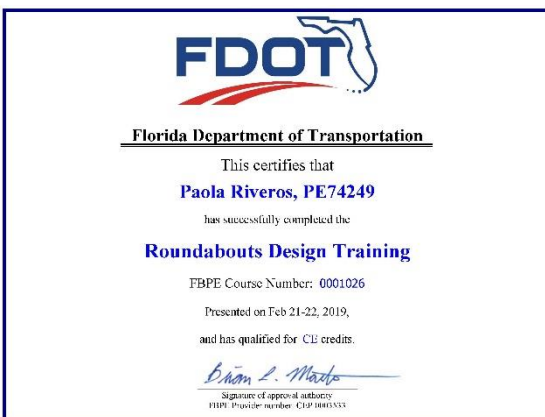 FDOT
Florida Department of Transportation
This certifies that
Paola Riveros, PE74249
has successfully completed the
Roundabouts Design Training
FBPE Course Number: 0001026
Presented on Feb 21-22, 2019,
and has qualified for CE credits.
Signature of approval authority
FBPE Provider number CEP 0003533